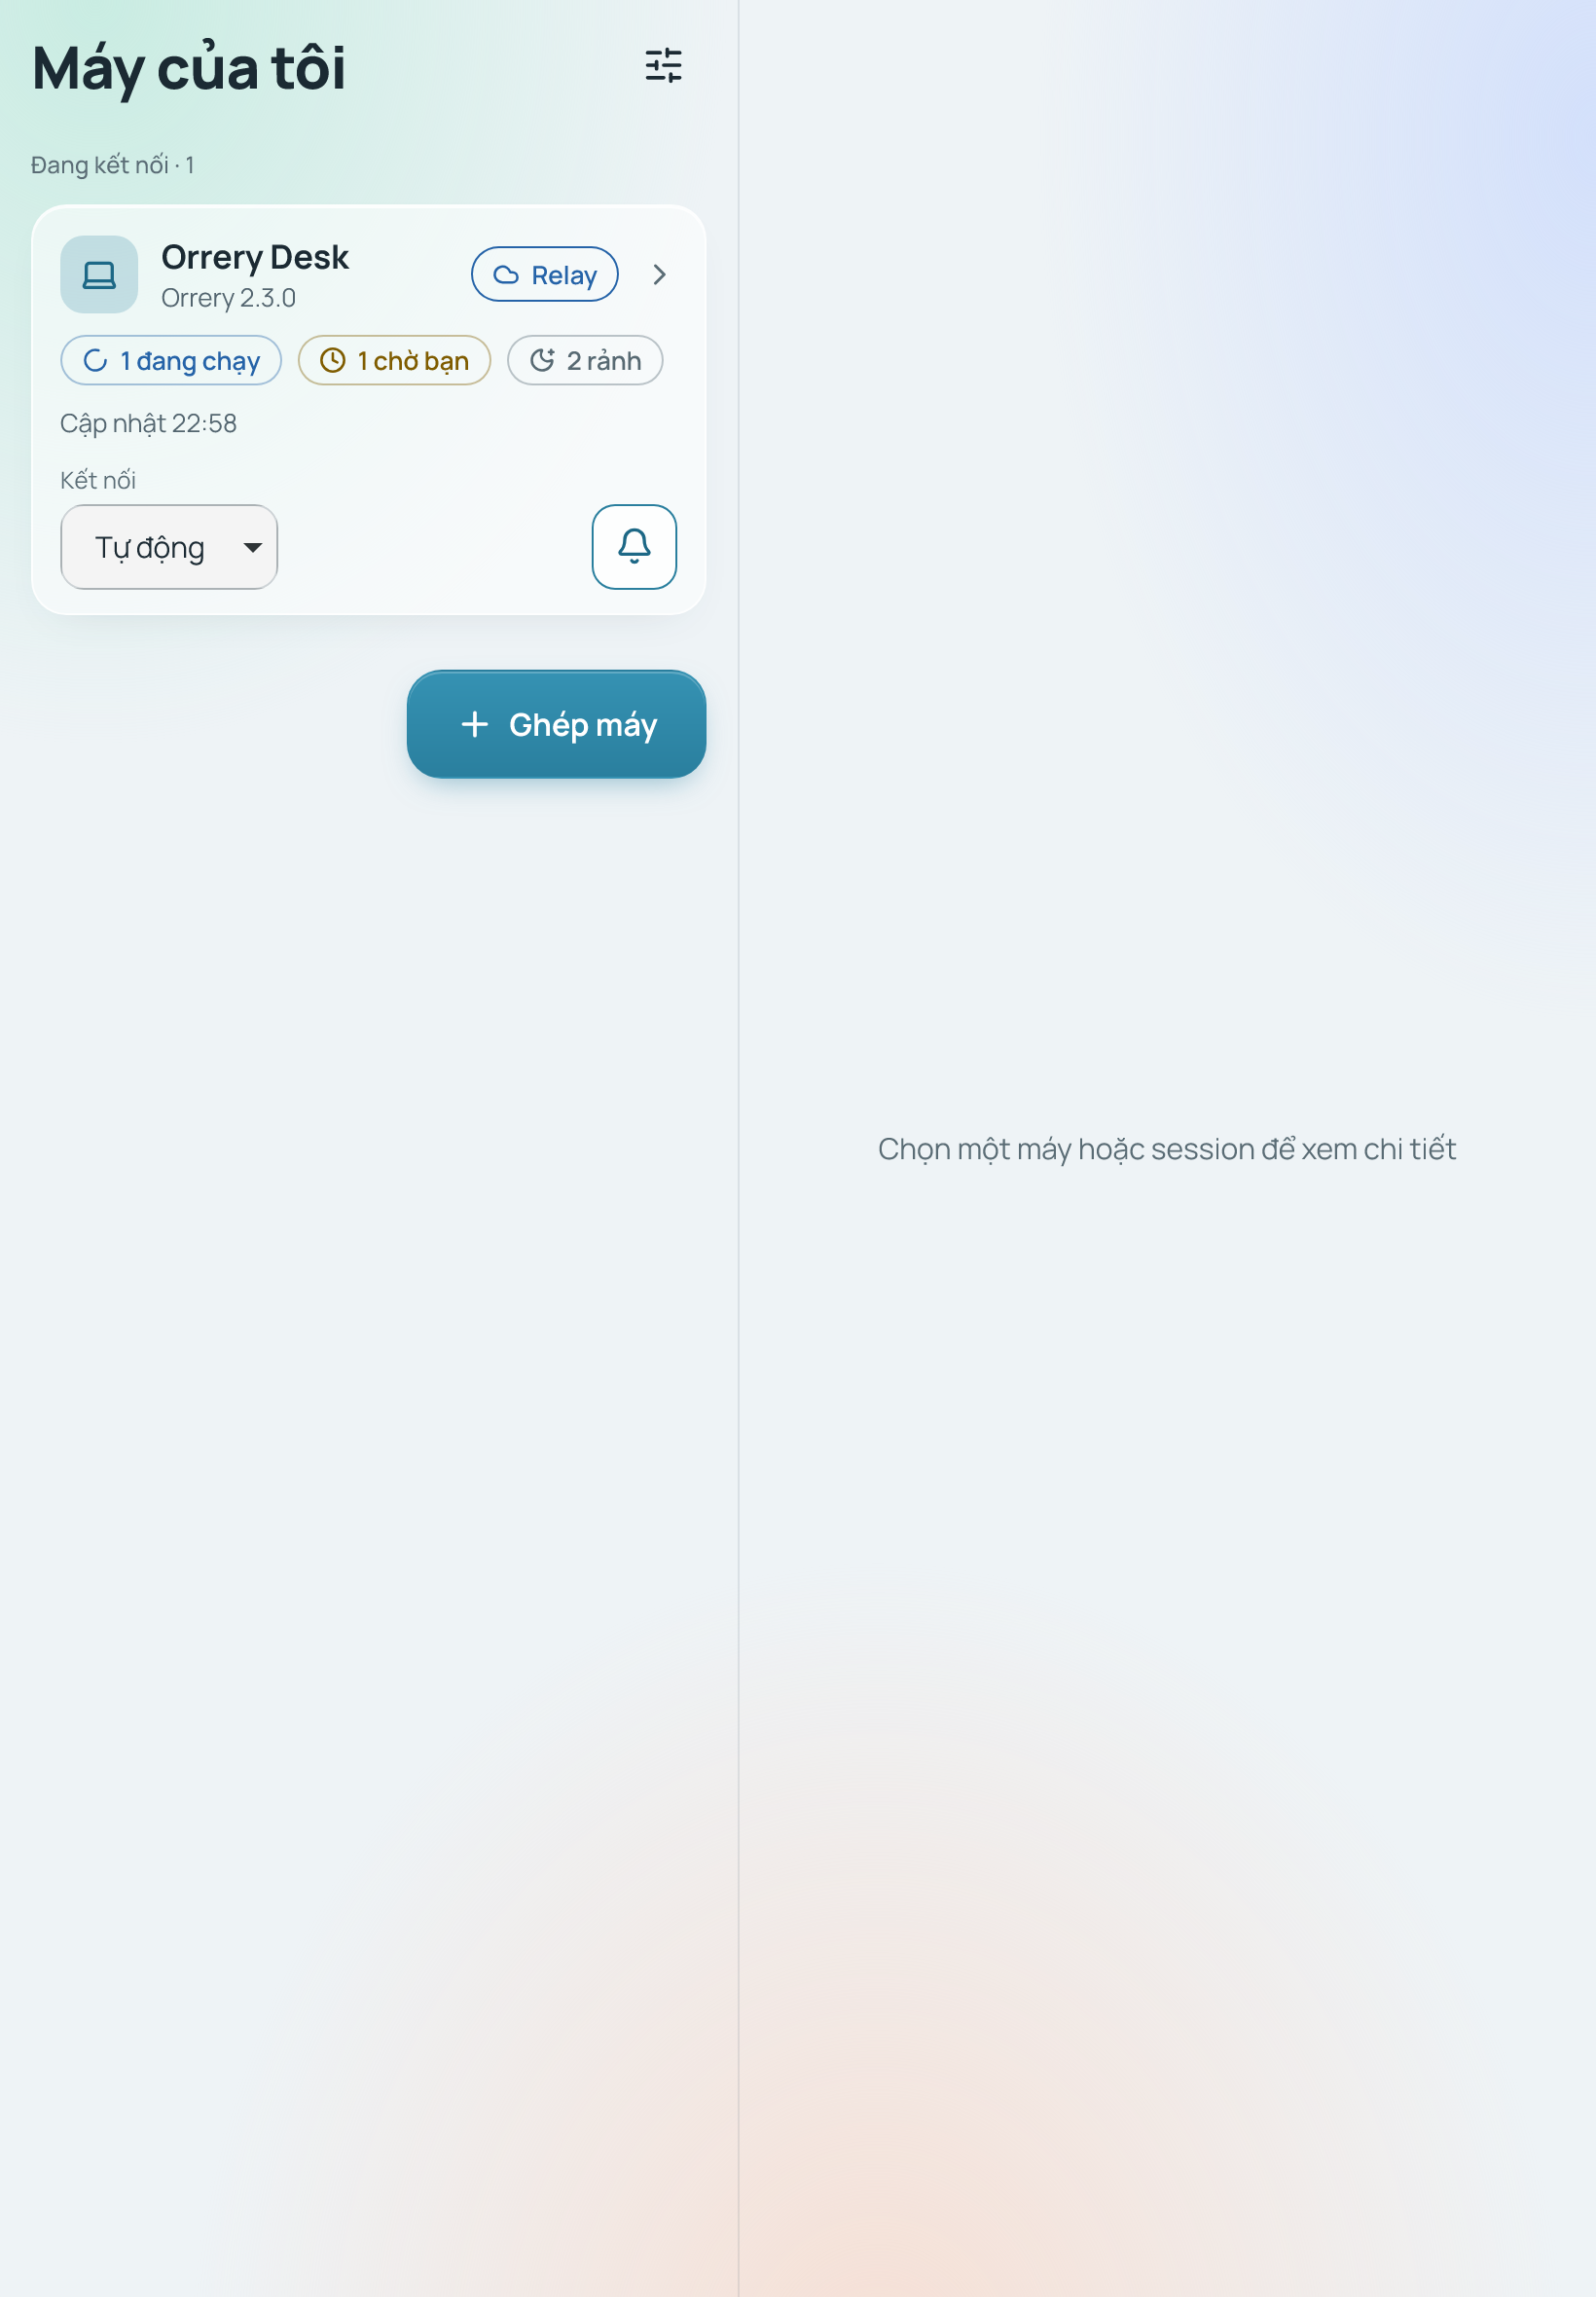 Máy của tôi
Đang kết nối · 1
Orrery Desk
Orrery 2.3.0
Relay
1 đang chạy
1 chờ bạn
2 rảnh
Cập nhật 22:58
Kết nối
Tự động
Ghép máy
Chọn một máy hoặc session để xem chi tiết